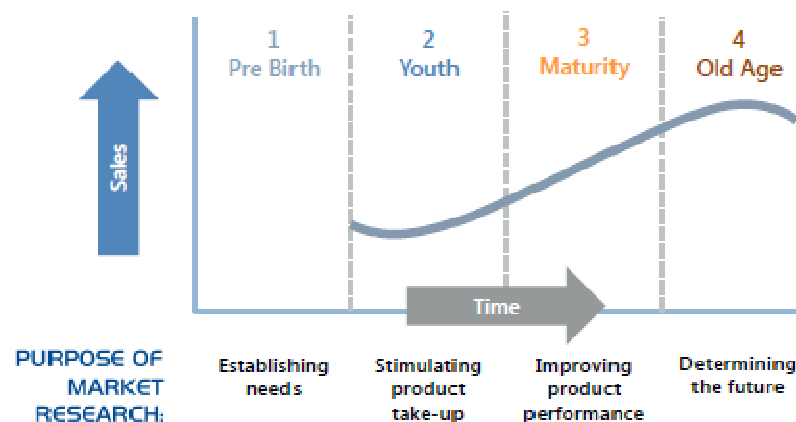 1
Pre Birth
2
Youth
3
Maturity
4
Old Age
Sales
Time
PURPOSE OF
MARKET
RESEARCH:
Establishing
needs
Stimulating
product
take-up
Improving
product
performance
Determining
the future